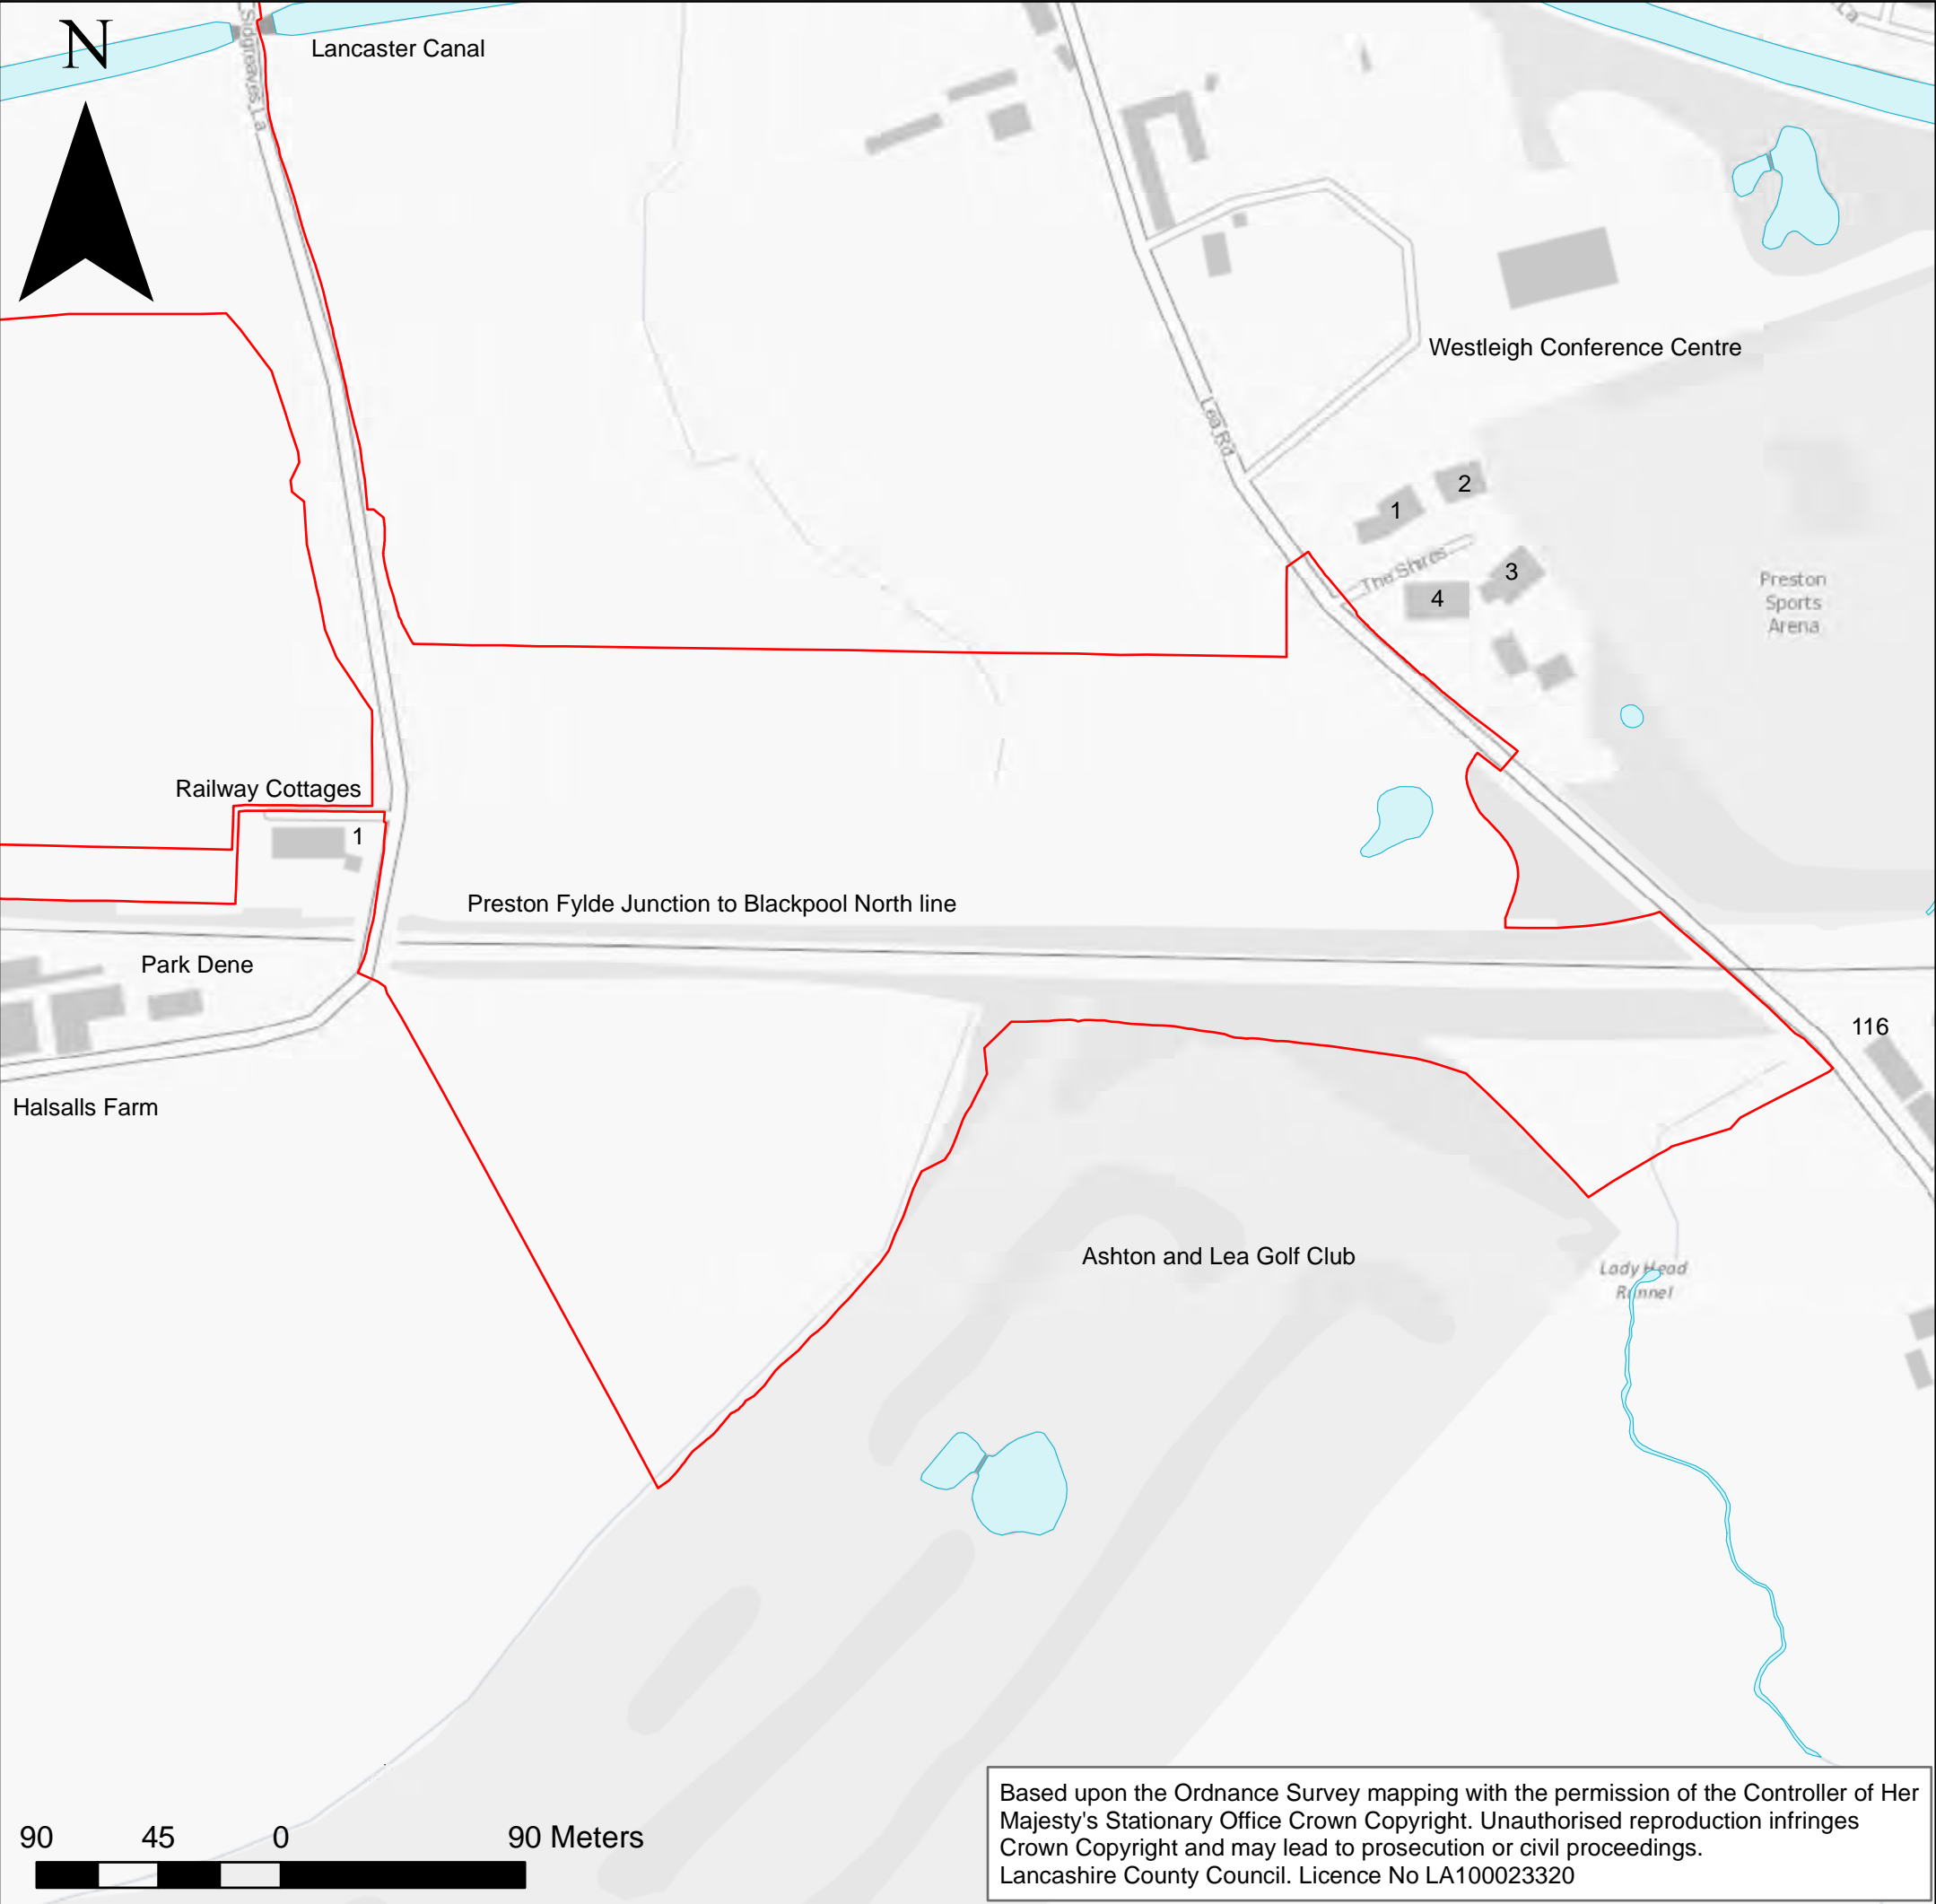 N
Lancaster Canal
Sidgreaves La
La
Westleigh Conference Centre
Lea Rd
2
1
The Shires
3
4
Preston
Sports
Arena
Railway Cottages
1
Preston Fylde Junction to Blackpool North line
Park Dene
116
Halsalls Farm
Ashton and Lea Golf Club
Lady Head
Runnel
90 45 0 90 Meters
Based upon the Ordnance Survey mapping with the permission of the Controller of Her
Majesty's Stationary Office Crown Copyright. Unauthorised reproduction infringes
Crown Copyright and may lead to prosecution or civil proceedings.
Lancashire County Council. Licence No LA100023320